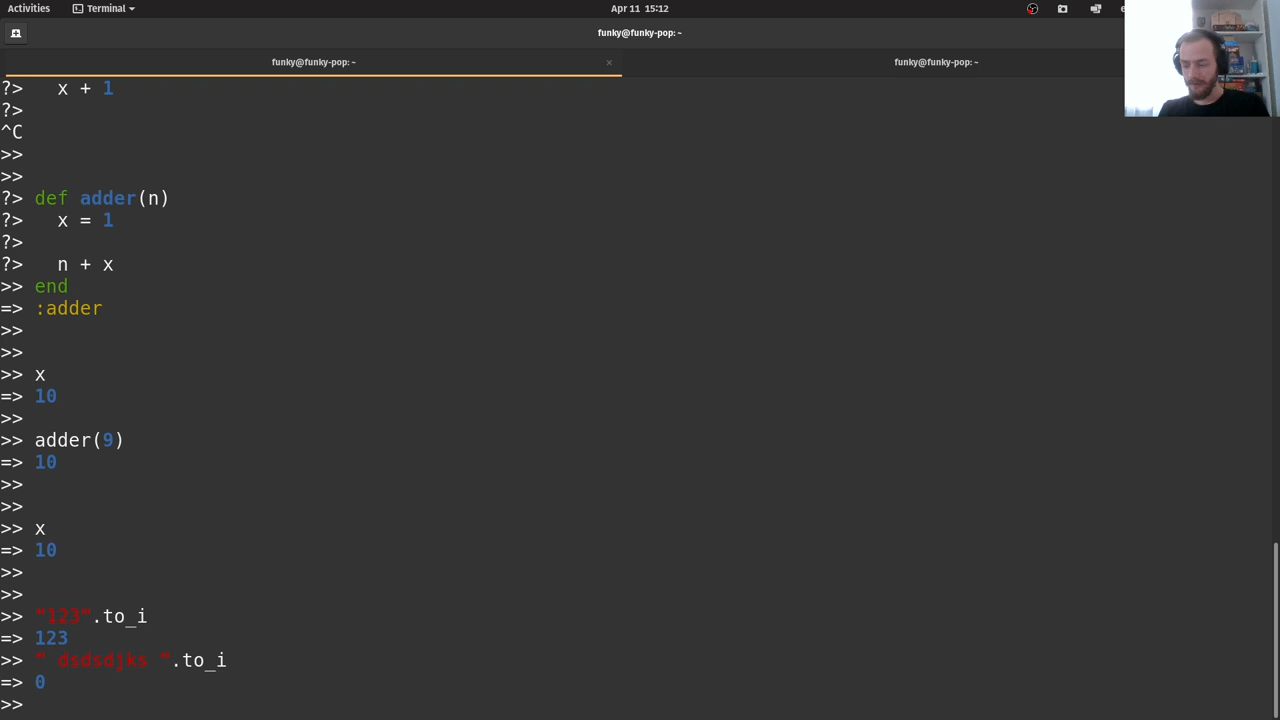 Activities
Terminal
Apr 11 15:12
funky@funky-pop: ~
funky@funky-pop: ~
×
funky@funky-pop: ~
?>   x + 1
?>
^C
>>
>>
?> def adder(n)
?>   x = 1
?>
?>   n + x
>> end
=> :adder
>>
>>
>> x
=> 10
>>
>> adder(9)
=> 10
>>
>>
>> x
=> 10
>>
>>
>> "123".to_i
=> 123
>> " dsdsdjks ".to_i
=> 0
>>